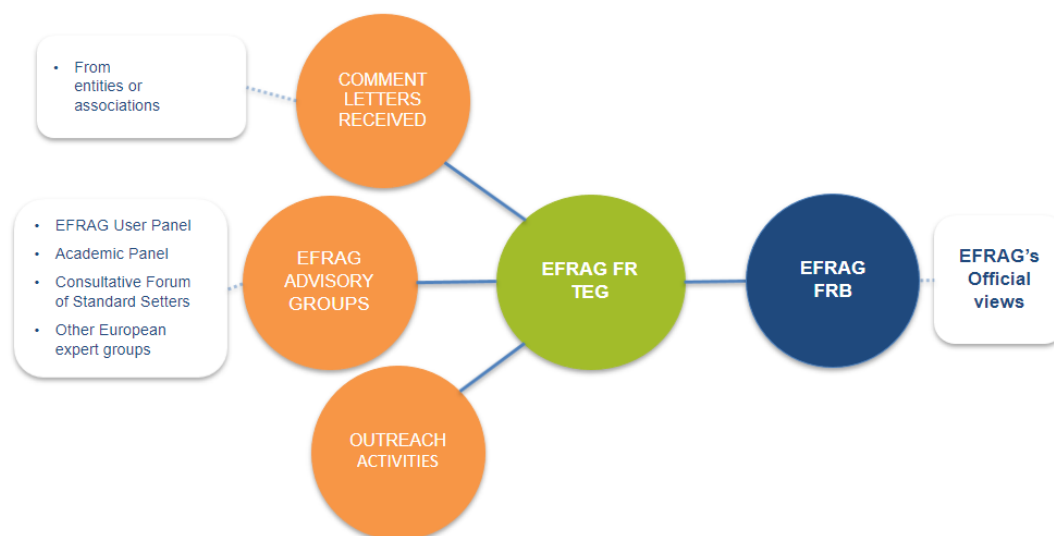 • From
entities or
associations
COMMENT
LETTERS
RECEIVED
• EFRAG User Panel
• Academic Panel
• Consultative Forum
of Standard Setters
• Other European
expert groups
EFRAG
ADVISORY
GROUPS
OUTREACH
ACTIVITIES
EFRAG FR
TEG
EFRAG
FRB
EFRAG's
Official
views